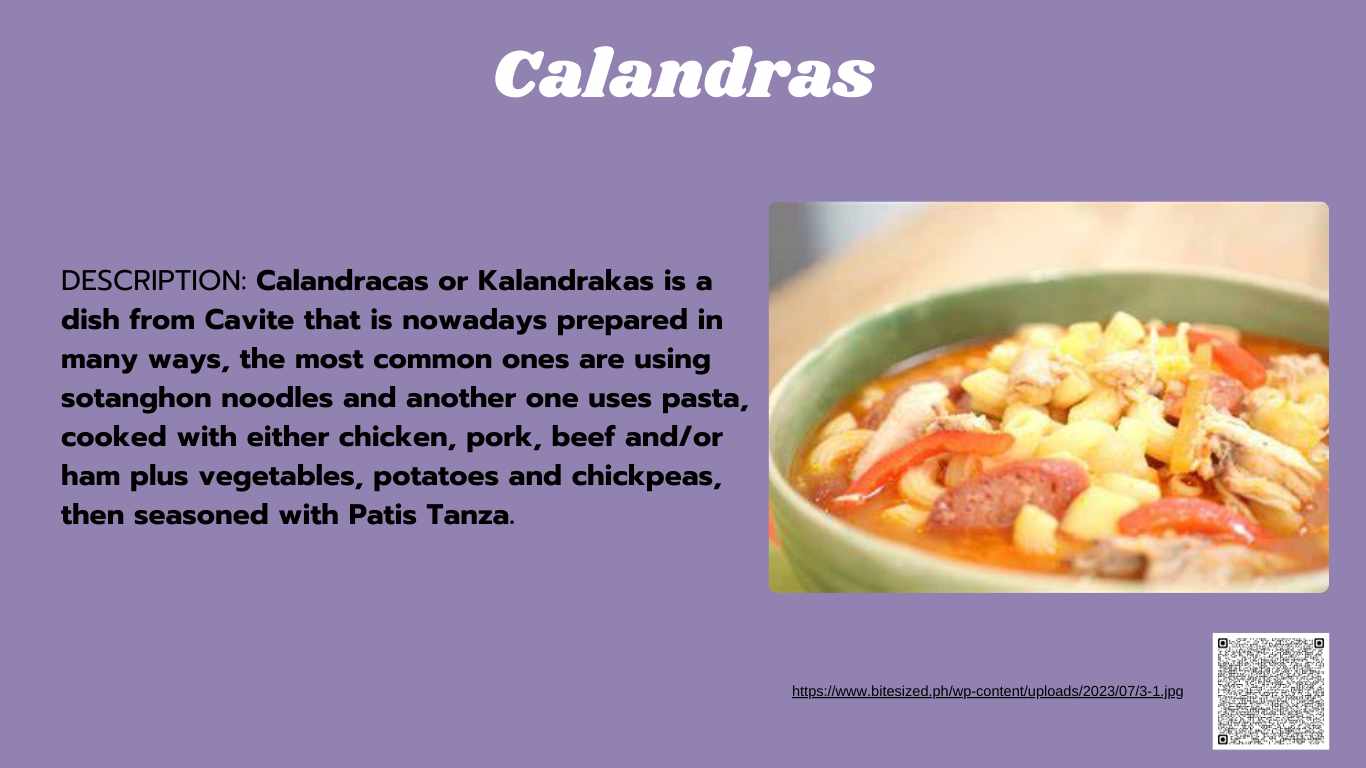 Calandras
DESCRIPTION: Calandracas or Kalandrakas is a
dish from Cavite that is nowadays prepared in
many ways, the most common ones are using
sotanghon noodles and another one uses pasta,
cooked with either chicken, pork, beef and/or
ham plus vegetables, potatoes and chickpeas,
then seasoned with Patis Tanza.
https://www.bitesized.ph/wp-content/uploads/2023/07/3-1.jpg